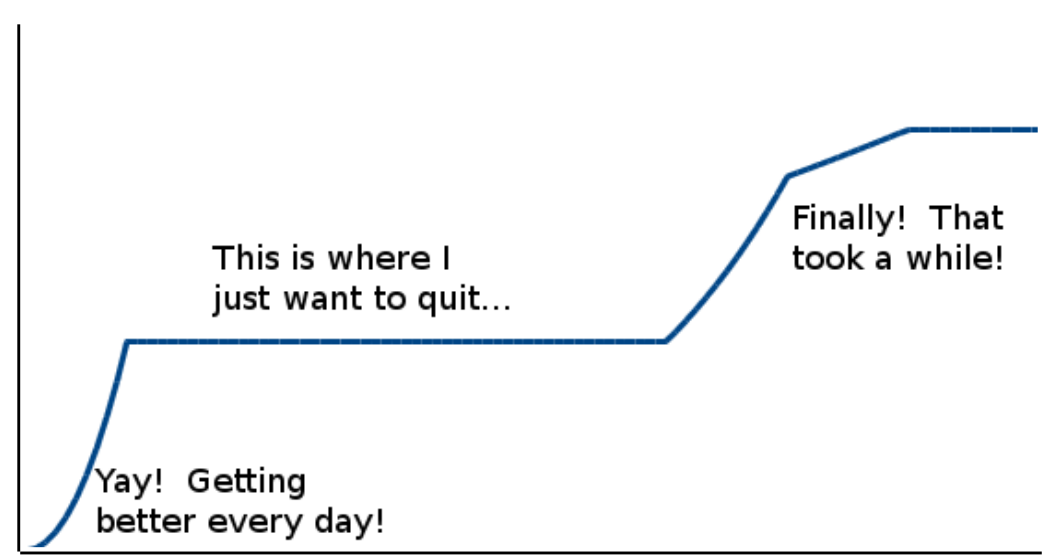 This is where I
just want to quit...
Finally!  That
took a while!
Yay!  Getting
better every day!